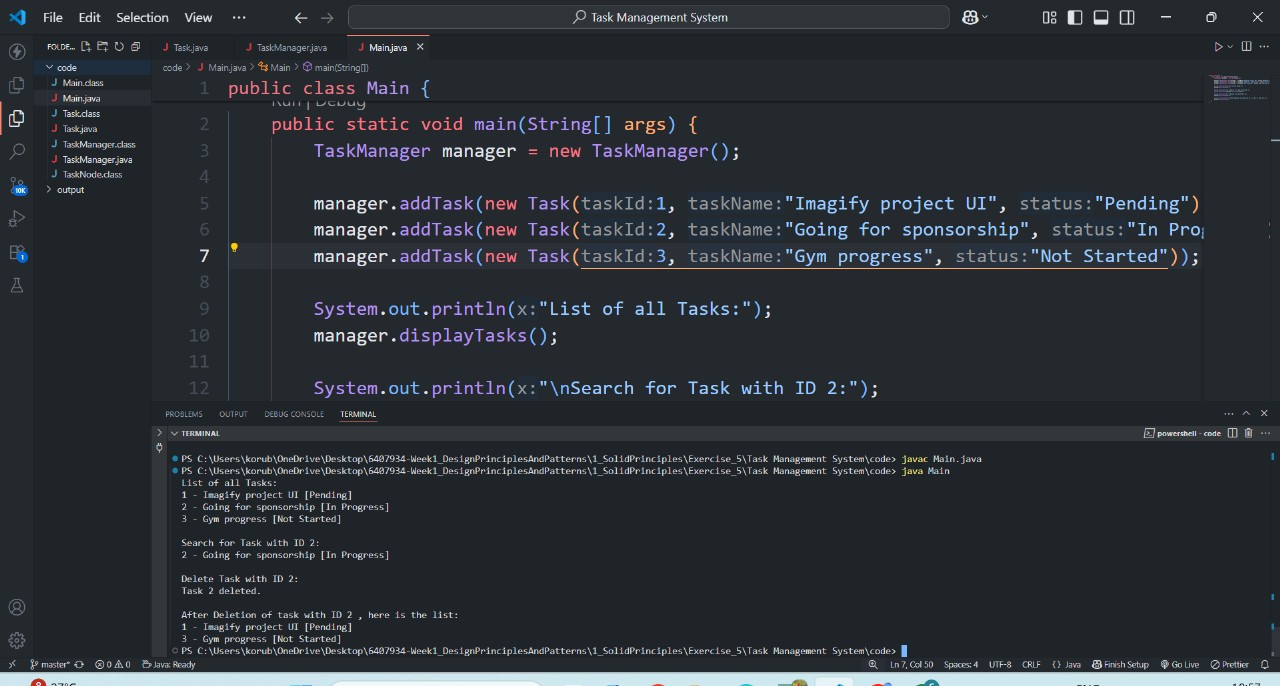 File Edit Selection View ··· Task Management System
FOLDE... Task.java TaskManager.java Main.java
code code > Main.java > Main > main(String[])
Main.class
Main.java
Task.class
Task.java
TaskManager.class
TaskManager.java
TaskNode.class
output
1 public class Main {
Run | Debug
2 public static void main(String[] args) {
3 TaskManager manager = new TaskManager();
4
5 manager.addTask(new Task(taskId:1, taskName:"Imagify project UI", status:"Pending")
6 manager.addTask(new Task(taskId:2, taskName:"Going for sponsorship", status:"In Prog
7 manager.addTask(new Task(taskId:3, taskName:"Gym progress", status:"Not Started"));
8
9 System.out.println(x:"List of all Tasks:");
10 manager.displayTasks();
11
12 System.out.println(x:"\nSearch for Task with ID 2:");
10K
1
PROBLEMS OUTPUT DEBUG CONSOLE TERMINAL
TERMINAL powershell - code
PS C:\Users\korub\OneDrive\Desktop\6407934-Week1_DesignPrinciplesAndPatterns\1_SolidPrinciples\Exercise_5\Task Management System\code> javac Main.java
PS C:\Users\korub\OneDrive\Desktop\6407934-Week1_DesignPrinciplesAndPatterns\1_SolidPrinciples\Exercise_5\Task Management System\code> java Main
List of all Tasks:
1 - Imagify project UI [Pending]
2 - Going for sponsorship [In Progress]
3 - Gym progress [Not Started]
Search for Task with ID 2:
2 - Going for sponsorship [In Progress]
Delete Task with ID 2:
Task 2 deleted.
After Deletion of task with ID 2 , here is the list:
1 - Imagify project UI [Pending]
3 - Gym progress [Not Started]
PS C:\Users\korub\OneDrive\Desktop\6407934-Week1_DesignPrinciplesAndPatterns\1_SolidPrinciples\Exercise_5\Task Management System\code>
master* 0 0 Java: Ready Ln 7, Col 50 Spaces: 4 UTF-8 CRLF {} Java Finish Setup Go Live Prettier